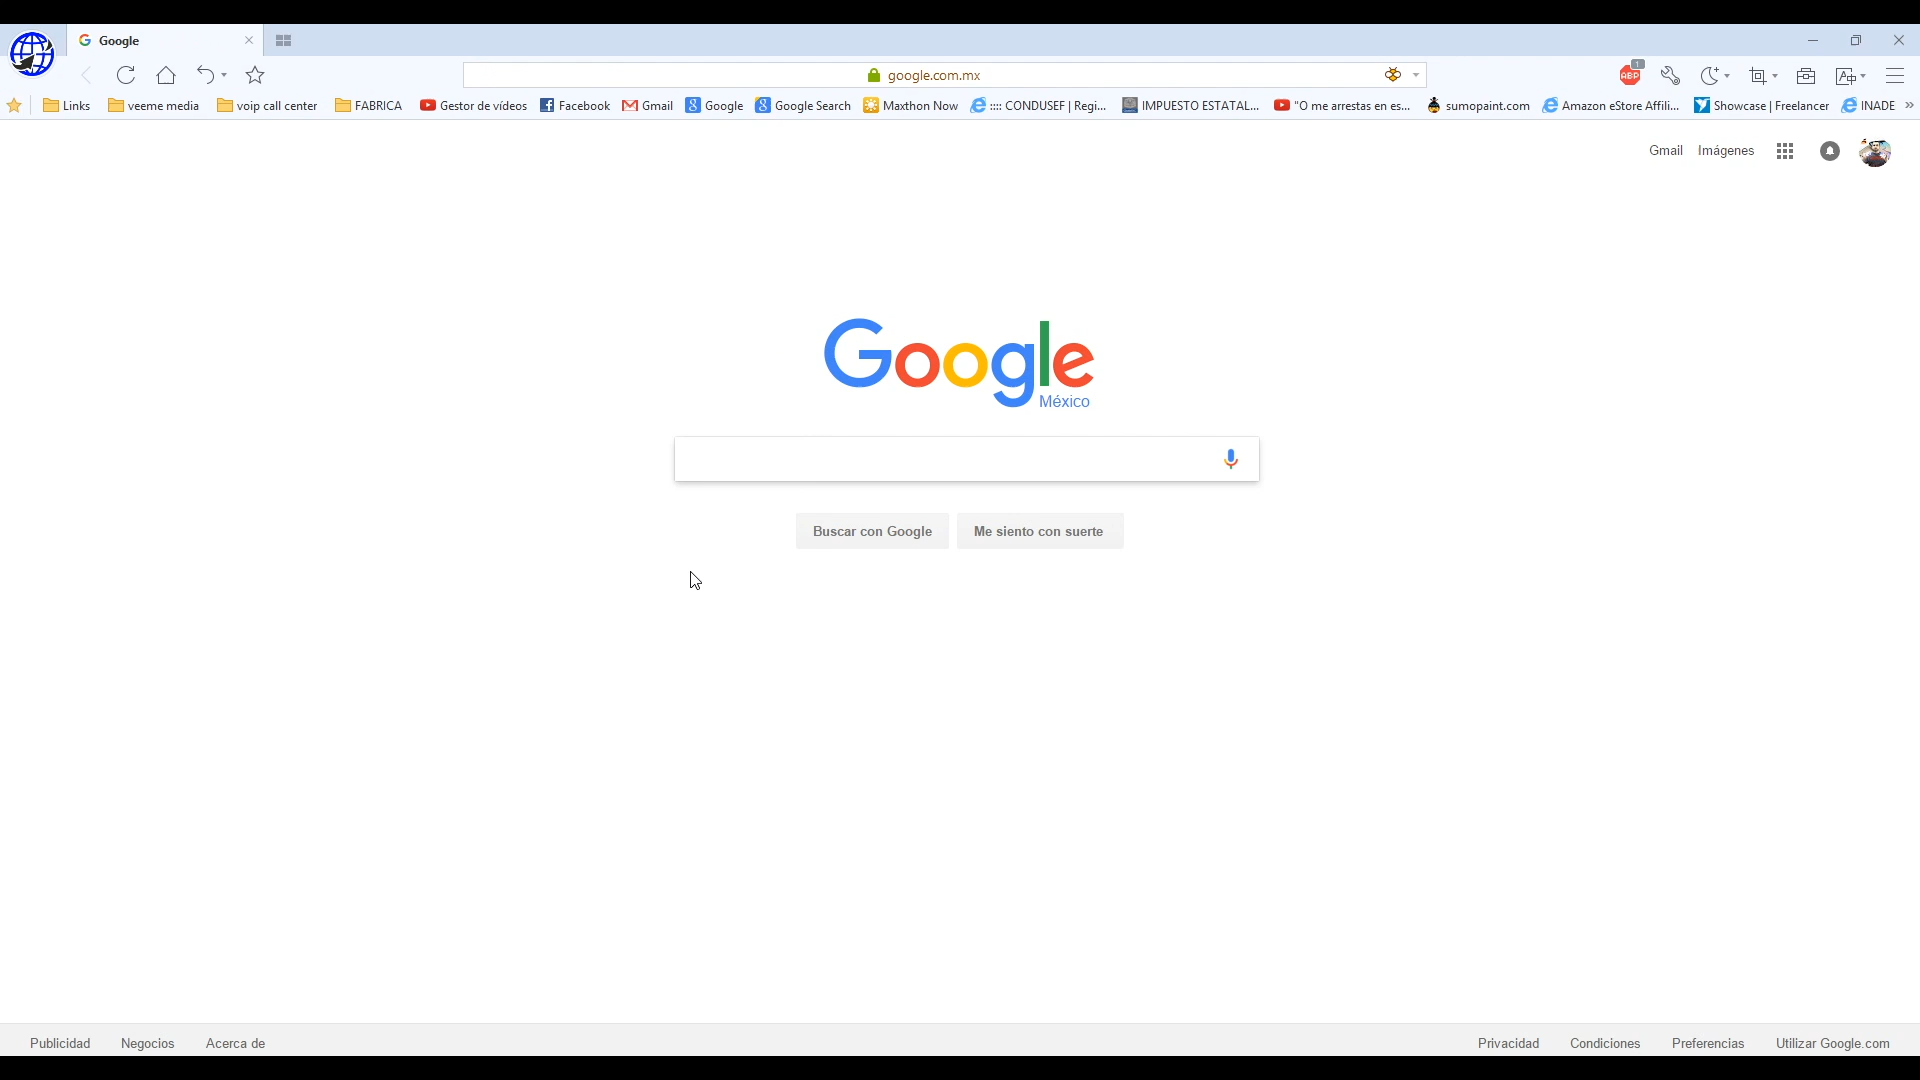 Google
google.com.mx
1
ABP
Links veeme media voip call center FABRICA Gestor de vídeos Facebook Gmail Google Google Search Maxthon Now :::: CONDUSEF | Regi... IMPUESTO ESTATAL... "O me arrestas en es... sumopaint.com Amazon eStore Affili... Showcase | Freelancer INADE »
Gmail Imágenes
Google
México
Buscar con Google Me siento con suerte
Publicidad Negocios Acerca de Privacidad Condiciones Preferencias Utilizar Google.com